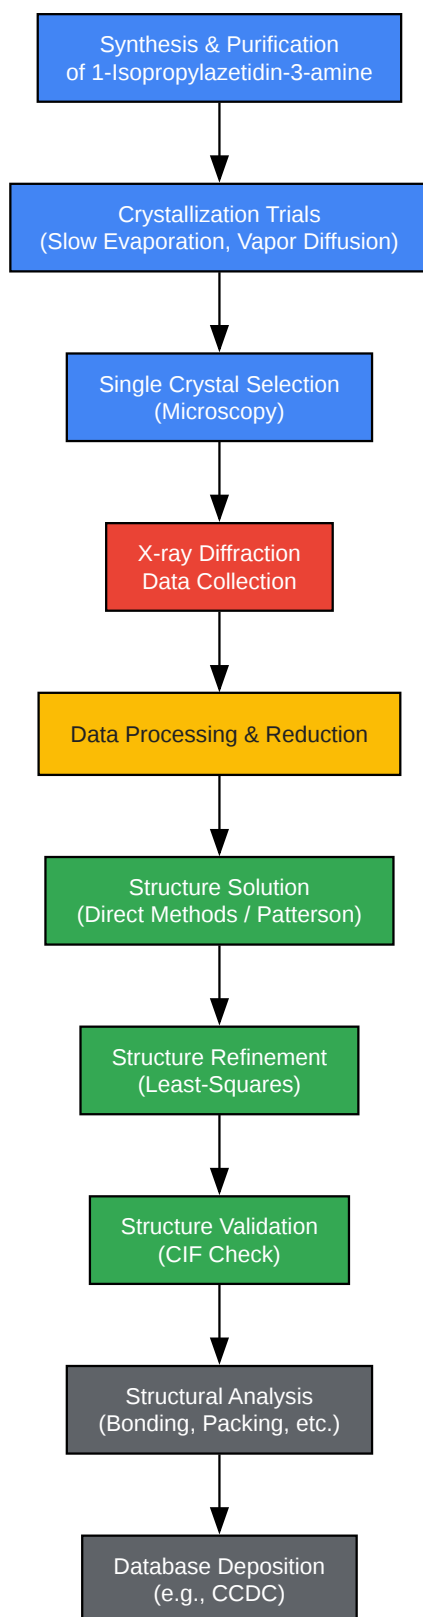 Synthesis & Purification
of 1-Isopropylazetidin-3-amine
Crystallization Trials
(Slow Evaporation, Vapor Diffusion)
Single Crystal Selection
(Microscopy)
X-ray Diffraction
Data Collection
Data Processing & Reduction
Structure Solution
(Direct Methods / Patterson)
Structure Refinement
(Least-Squares)
Structure Validation
(CIF Check)
Structural Analysis
(Bonding, Packing, etc.)
Database Deposition
(e.g., CCDC)